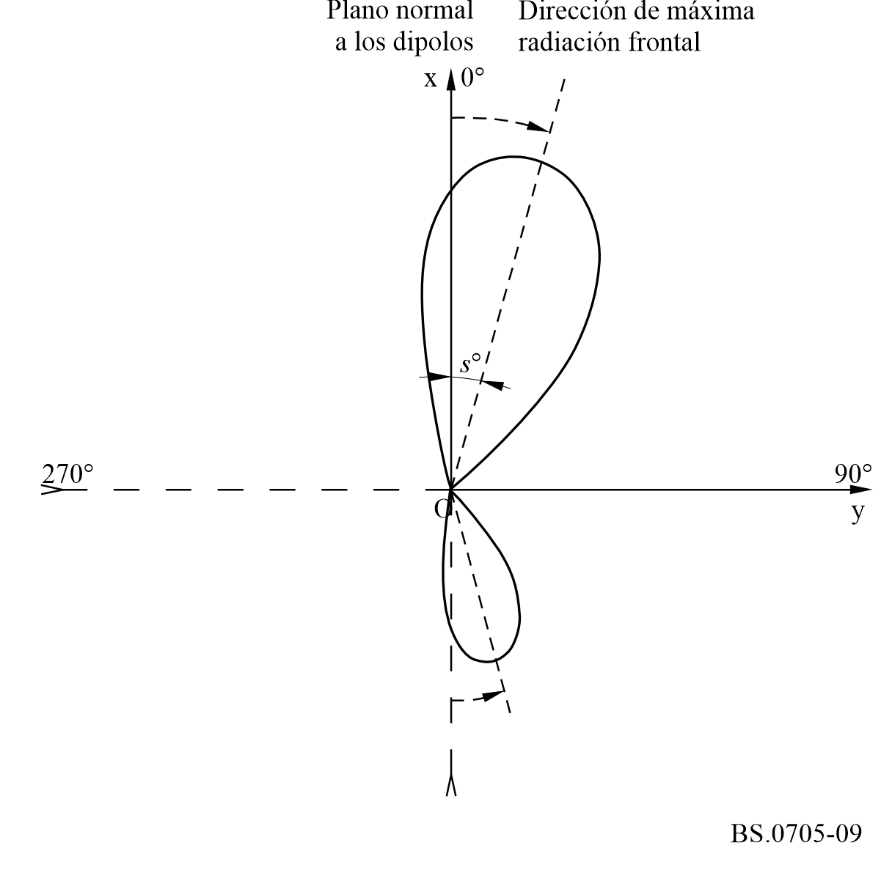 Plano normal
a los dipolos
Dirección de máxima
radiación frontal
x 0°
s°
270°
90°
O
y
BS.0705-09